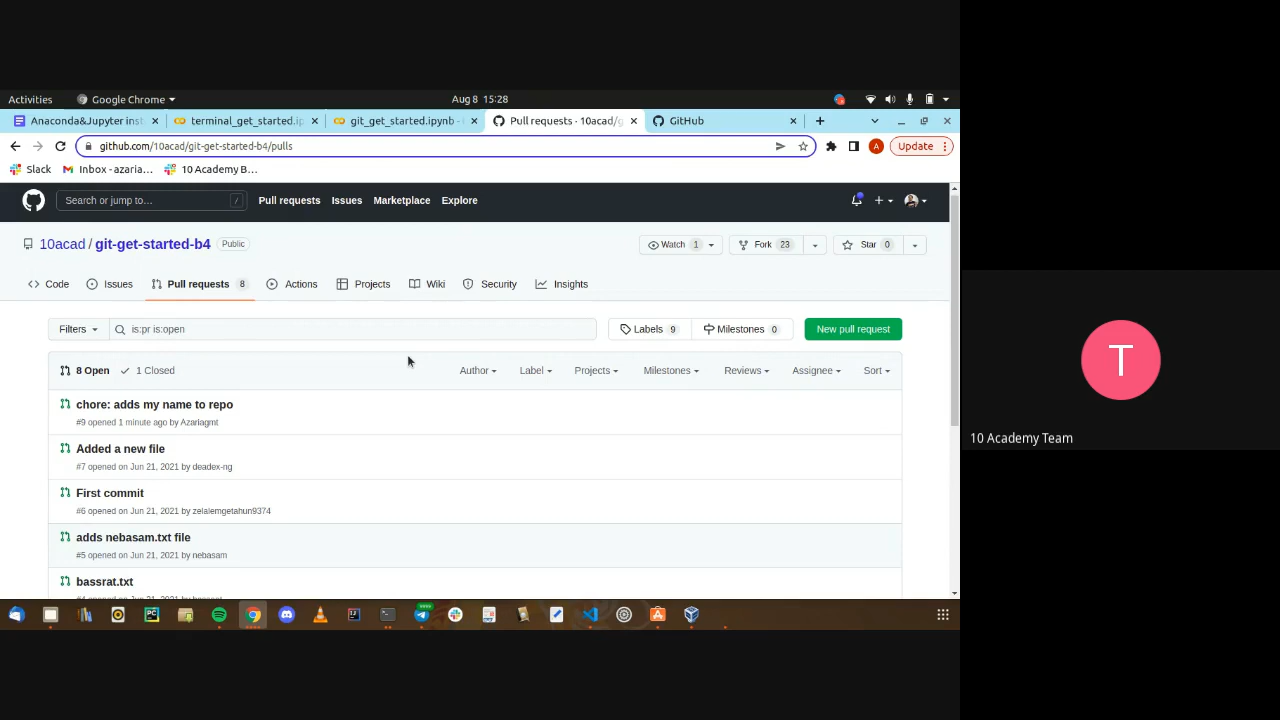 Activities Google Chrome Aug 8 15:28
Anaconda&Jupyter inst terminal_get_started.ip git_get_started.ipynb - Pull requests · 10acad/g GitHub
github.com/10acad/git-get-started-b4/pulls A Update
Slack Inbox - azaria... 10 Academy B...
Search or jump to... / Pull requests Issues Marketplace Explore
10acad / git-get-started-b4 Public Watch 1 Fork 23 Star 0
Code Issues Pull requests 8 Actions Projects Wiki Security Insights
Filters is:pr is:open Labels 9 Milestones 0 New pull request
8 Open 1 Closed Author Label Projects Milestones Reviews Assignee Sort
chore: adds my name to repo
#9 opened 1 minute ago by Azariagmt
Added a new file
#7 opened on Jun 21, 2021 by deadex-ng
First commit
#6 opened on Jun 21, 2021 by zelalemgetahun9374
adds nebasam.txt file
#5 opened on Jun 21, 2021 by nebasam
bassrat.txt
T
10 Academy Team